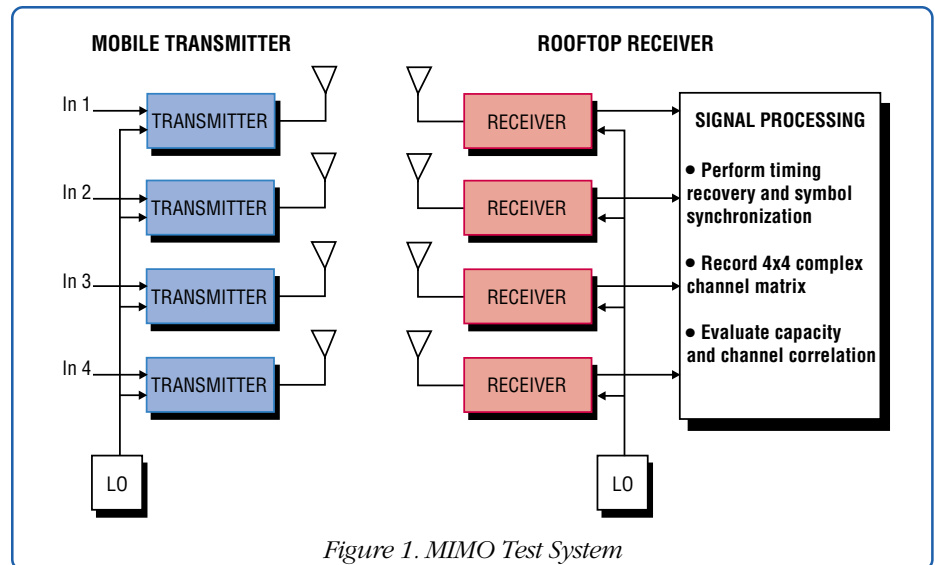 MOBILE TRANSMITTER
ROOFTOP RECEIVER
In 1
TRANSMITTER
In 2
TRANSMITTER
In 3
TRANSMITTER
In 4
TRANSMITTER
LO
RECEIVER
RECEIVER
RECEIVER
RECEIVER
LO
SIGNAL PROCESSING
• Perform timing
recovery and symbol
synchronization
• Record 4x4 complex
channel matrix
• Evaluate capacity
and channel correlation
Figure 1. MIMO Test System